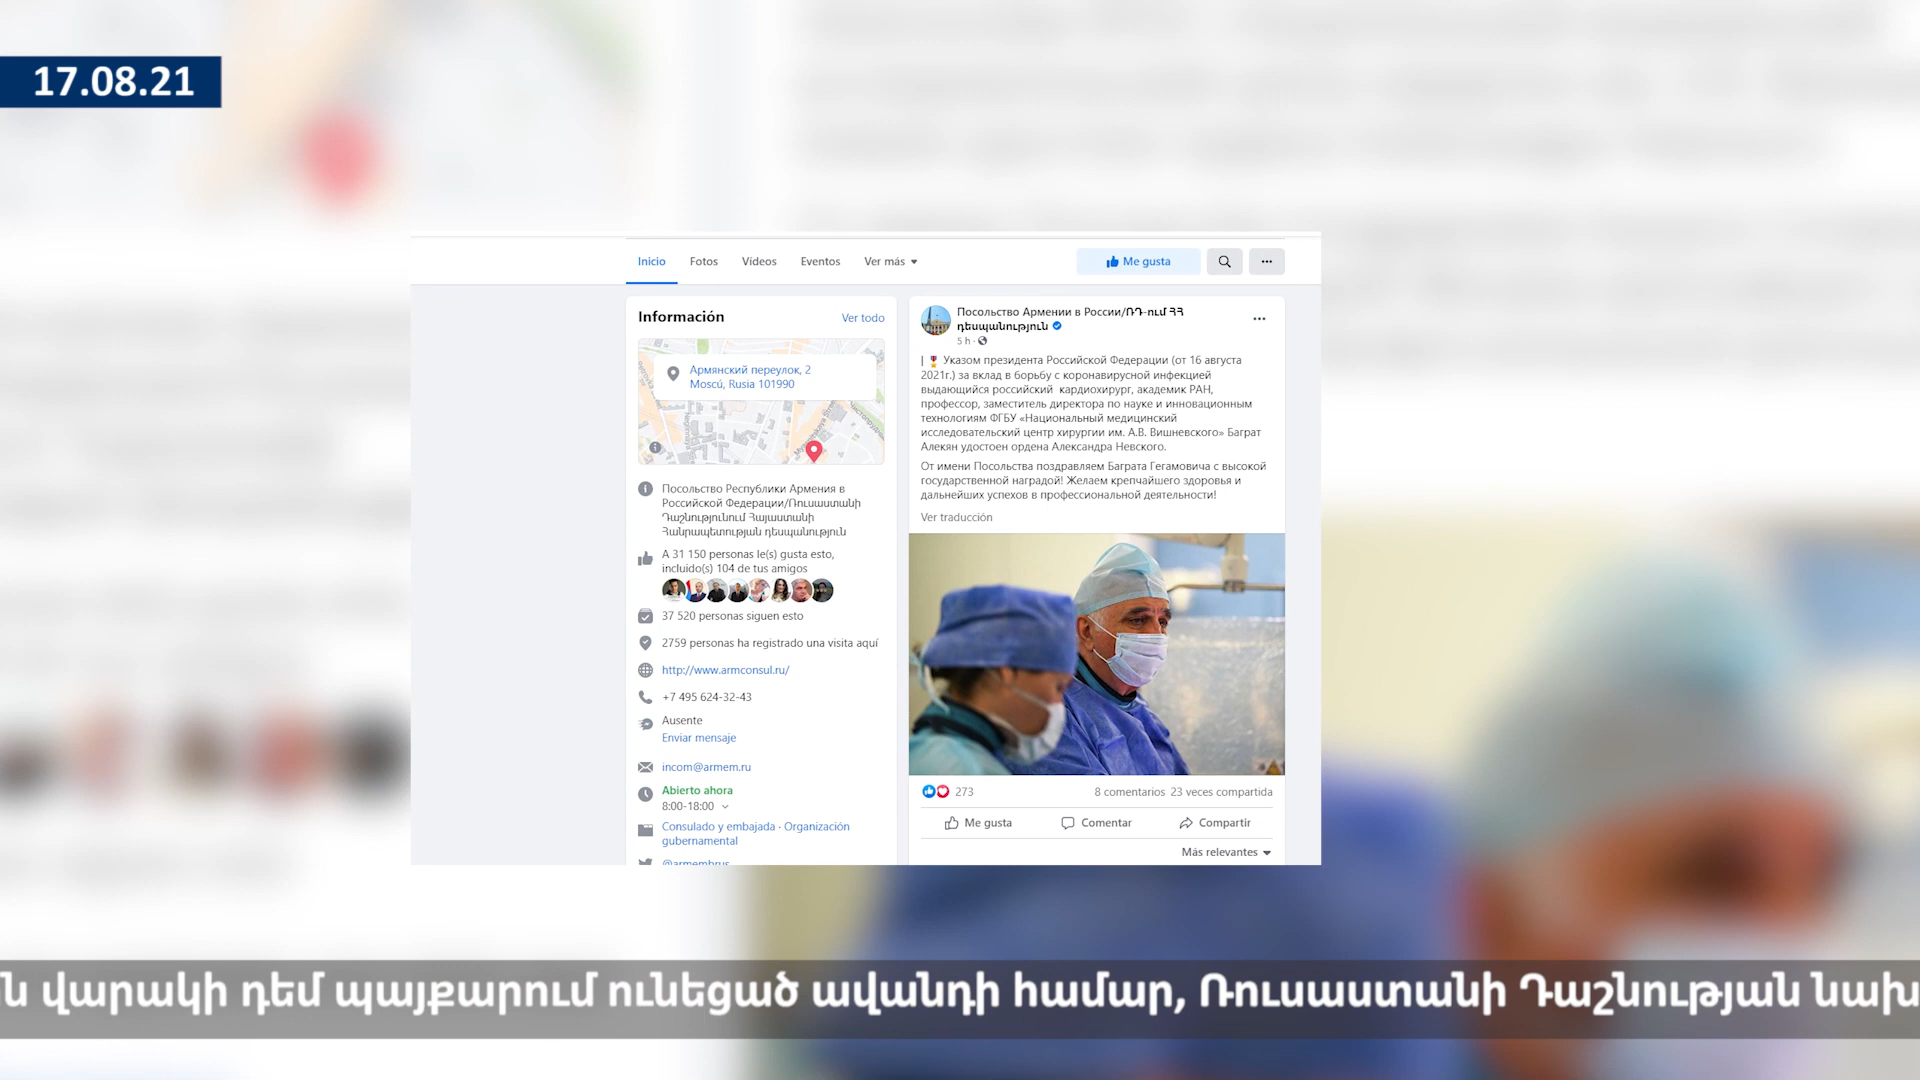 17.08.21
Inicio Fotos Vídeos Eventos Ver más
Me gusta
Información Ver todo
Армянский переулок, 2
Moscú, Rusia 101990
Посольство Республики Армения в
Российской Федерации/Ռուսաստանի
Դաշնությունում Հայաստանի
Հանրապետության դեսպանություն
A 31 150 personas le(s) gusta esto,
incluido(s) 104 de tus amigos
37 520 personas siguen esto
2759 personas ha registrado una visita aquí
http://www.armconsul.ru/
+7 495 624-32-43
Ausente
Enviar mensaje
incom@armem.ru
Abierto ahora
8:00-18:00
Consulado y embajada · Organización
gubernamental
@armembrus
Посольство Армении в России/ՌԴ-ում ՀՀ
դեսպանություն
5 h ·
| Указом президента Российской Федерации (от 16 августа
2021г.) за вклад в борьбу с коронавирусной инфекцией
выдающийся российский кардиохирург, академик РАН,
профессор, заместитель директора по науке и инновационным
технологиям ФГБУ «Национальный медицинский
исследовательский центр хирургии им. А.В. Вишневского» Баграт
Алекян удостоен ордена Александра Невского.
От имени Посольства поздравляем Баграта Гегамовича с высокой
государственной наградой! Желаем крепчайшего здоровья и
дальнейших успехов в профессиональной деятельности!
Ver traducción
273 8 comentarios 23 veces compartida
Me gusta Comentar Compartir
Más relevantes
ն վարակի դեմ պայքարում ունեցած ավանդի համար, Ռուսաստանի Դաշնության նախ